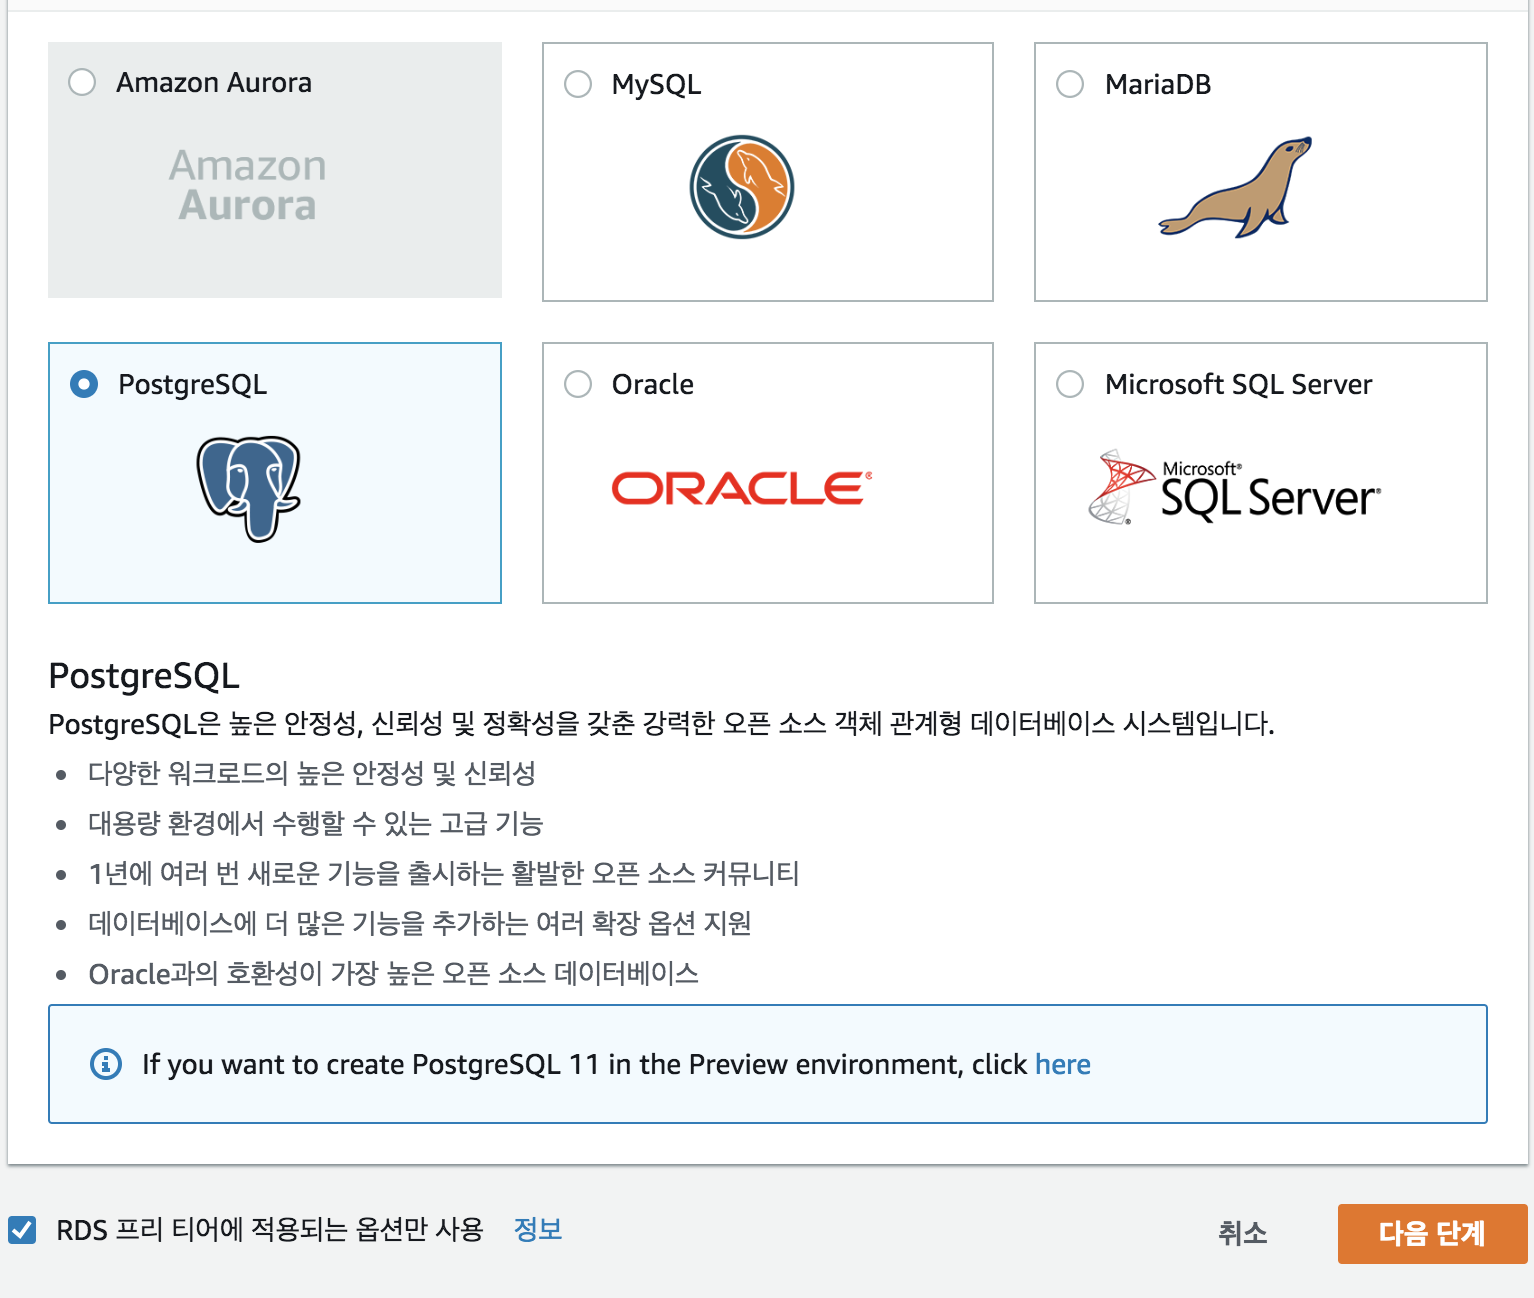 Amazon Aurora
MySQL
MariaDB
Amazon
Aurora
PostgreSQL
Oracle
Microsoft SQL Server
ORACLE®
Microsoft®
SQL Server®
®
PostgreSQL
PostgreSQL은 높은 안정성, 신뢰성 및 정확성을 갖춘 강력한 오픈 소스 객체 관계형 데이터베이스 시스템입니다.
• 다양한 워크로드의 높은 안정성 및 신뢰성
• 대용량 환경에서 수행할 수 있는 고급 기능
• 1년에 여러 번 새로운 기능을 출시하는 활발한 오픈 소스 커뮤니티
• 데이터베이스에 더 많은 기능을 추가하는 여러 확장 옵션 지원
• Oracle과의 호환성이 가장 높은 오픈 소스 데이터베이스
If you want to create PostgreSQL 11 in the Preview environment, click here
RDS 프리 티어에 적용되는 옵션만 사용 정보
취소
다음 단계